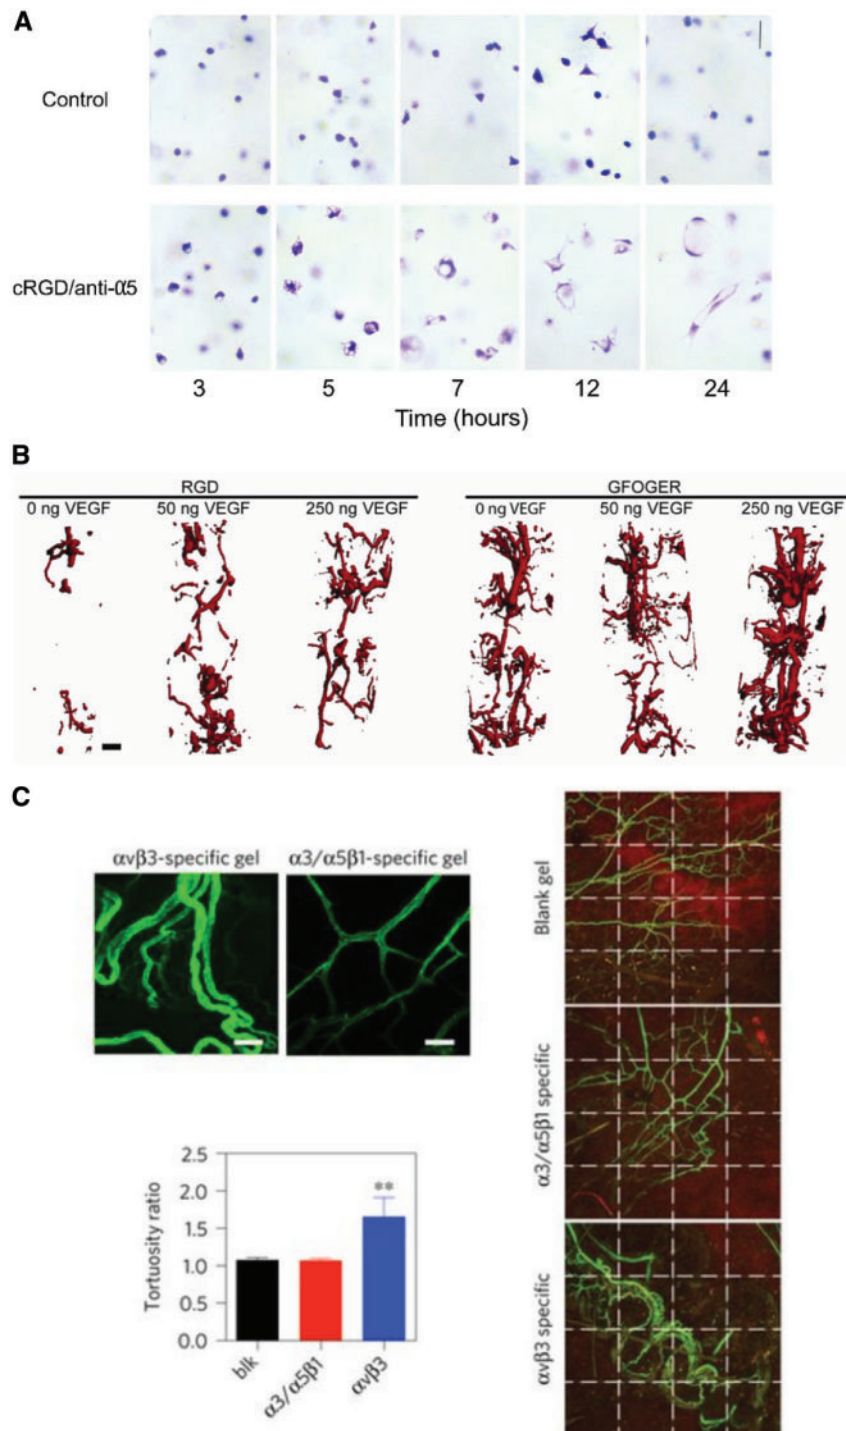 A
Control
cRGD/anti-α5
3 5 7 12 24
Time (hours)
B
RGD GFOGER
0 ng VEGF 50 ng VEGF 250 ng VEGF 0 ng VEGF 50 ng VEGF 250 ng VEGF
C
αvβ3-specific gel α3/α5β1-specific gel
Blank gel
α3/α5β1 specific
αvβ3 specific
Tortuosity ratio
2.5
2.0
1.5
1.0
0.5
0.0
**
blk
α3/α5β1
αvβ3